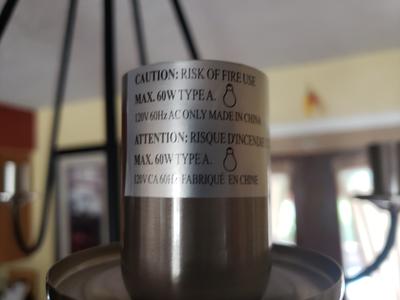 CAUTION: RISK OF FIRE USE
MAX. 60W TYPE A.
120V 60Hz AC ONLY MADE IN CHINA
ATTENTION: RISQUE D'INCENDIE
MAX. 60W TYPE A.
120V CA 60Hz FABRIQUÉ EN CHINE